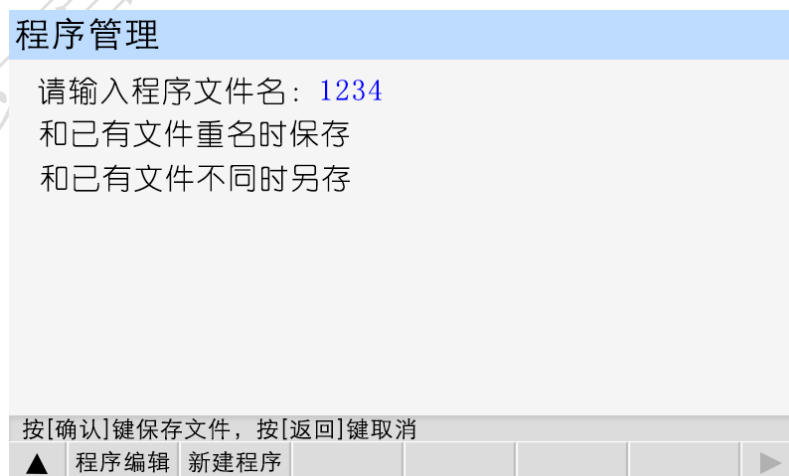 程序管理
请输入程序文件名：1234
和已有文件重名时保存
和已有文件不同时另存
按[确认]键保存文件，按[返回]键取消
▲ 程序编辑 新建程序 ▶